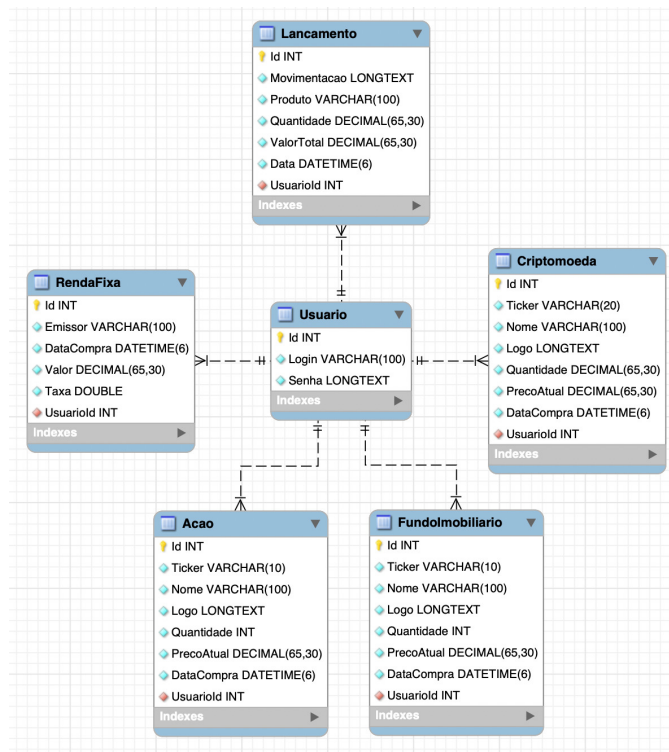 Lancamento
Id INT
Movimentacao LONGTEXT
Produto VARCHAR(100)
Quantidade DECIMAL(65,30)
ValorTotal DECIMAL(65,30)
Data DATETIME(6)
UsuarioId INT
Indexes
RendaFixa
Id INT
Emissor VARCHAR(100)
DataCompra DATETIME(6)
Valor DECIMAL(65,30)
Taxa DOUBLE
UsuarioId INT
Indexes
Usuario
Id INT
Login VARCHAR(100)
Senha LONGTEXT
Indexes
Criptomoeda
Id INT
Ticker VARCHAR(20)
Nome VARCHAR(100)
Logo LONGTEXT
Quantidade DECIMAL(65,30)
PrecoAtual DECIMAL(65,30)
DataCompra DATETIME(6)
UsuarioId INT
Indexes
Acao
Id INT
Ticker VARCHAR(10)
Nome VARCHAR(100)
Logo LONGTEXT
Quantidade INT
PrecoAtual DECIMAL(65,30)
DataCompra DATETIME(6)
UsuarioId INT
Indexes
FundoImobiliario
Id INT
Ticker VARCHAR(10)
Nome VARCHAR(100)
Logo LONGTEXT
Quantidade INT
PrecoAtual DECIMAL(65,30)
DataCompra DATETIME(6)
UsuarioId INT
Indexes